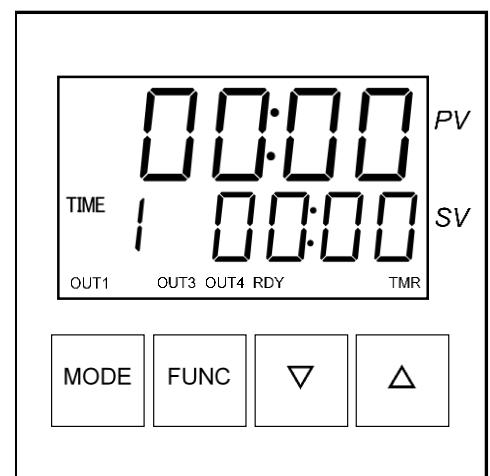 00:00 PV
TIME 1 00:00 SV
OUT1 OUT3 OUT4 RDY TMR
MODE FUNC ▽ △